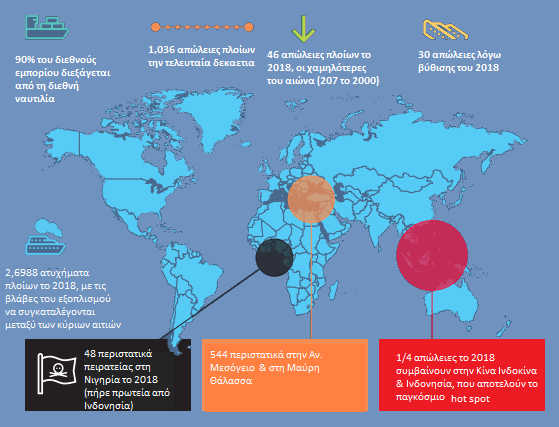 90% του διεθνούς
εμπορίου διεξάγεται
από τη διεθνή
ναυτιλία
1,036 απώλειες πλοίων
την τελευταία δεκαετια
46 απώλειες πλοίων το
2018, οι χαμηλότερες
του αιώνα (207 το 2000)
30 απώλειες λόγω
βύθισης του 2018
2,6988 ατυχήματα
πλοίων το 2018, με τις
βλάβες του εξοπλισμού
να συγκαταλέγονται
μεταξύ των κύριων αιτιών
48 περιστατικά
πειρατείας στη
Νιγηρία το 2018
(πήρε πρωτεία από
Ινδονησία)
544 περιστατικά στην Αν.
Μεσόγειο & στη Μαύρη
Θάλασσα
1/4 απώλειες το 2018
συμβαίνουν στην Κίνα Ινδοκίνα
& Ινδονησία, που αποτελούν το
παγκόσμιο hot spot